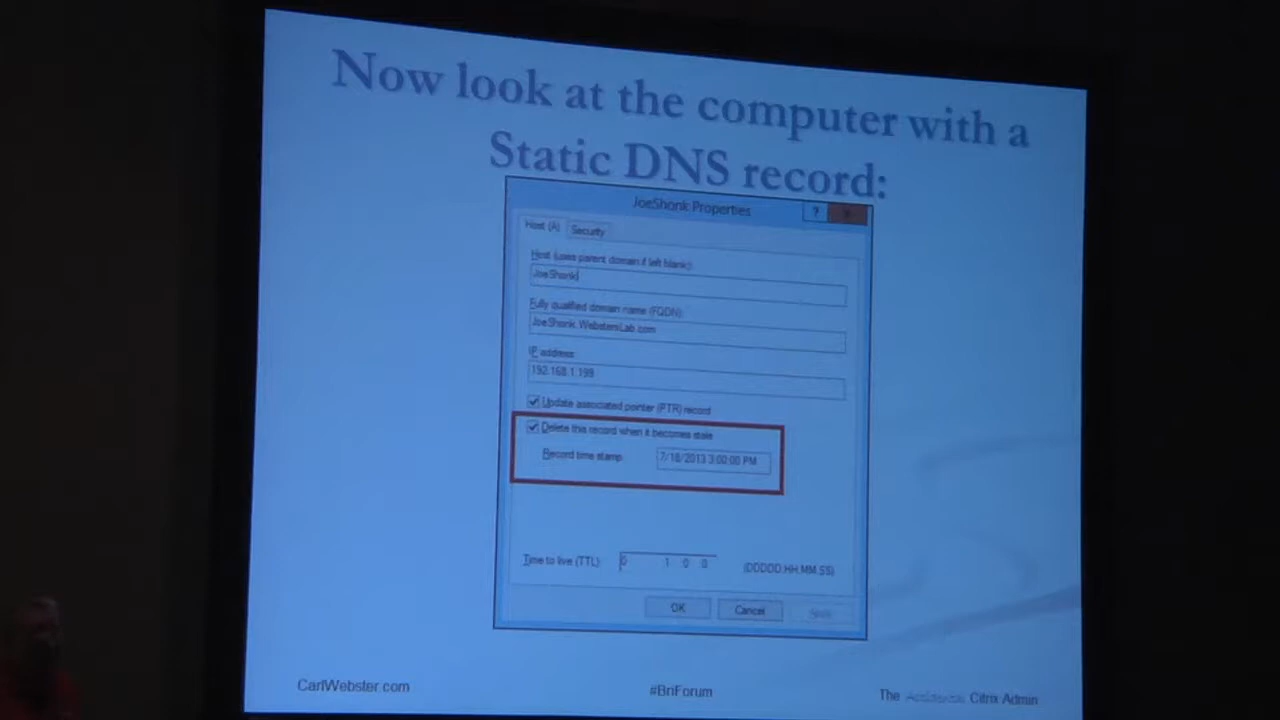 Now look at the computer with a
Static DNS record:
JoeShonk Properties
?
Host (A) Security
Host (uses parent domain if left blank):
JoeShonk
Fully qualified domain name (FQDN):
JoeShonk.WebstersLab.com
IP address:
192.168.1.199
Update associated pointer (PTR) record
Delete this record when it becomes stale
Record time stamp: 7/18/2013 3:00:00 PM
Time to live (TTL): 0 1 0 0 (DDDDD:HH.MM.SS)
OK Cancel Apply
CarlWebster.com #BriForum The Accidental Citrix Admin